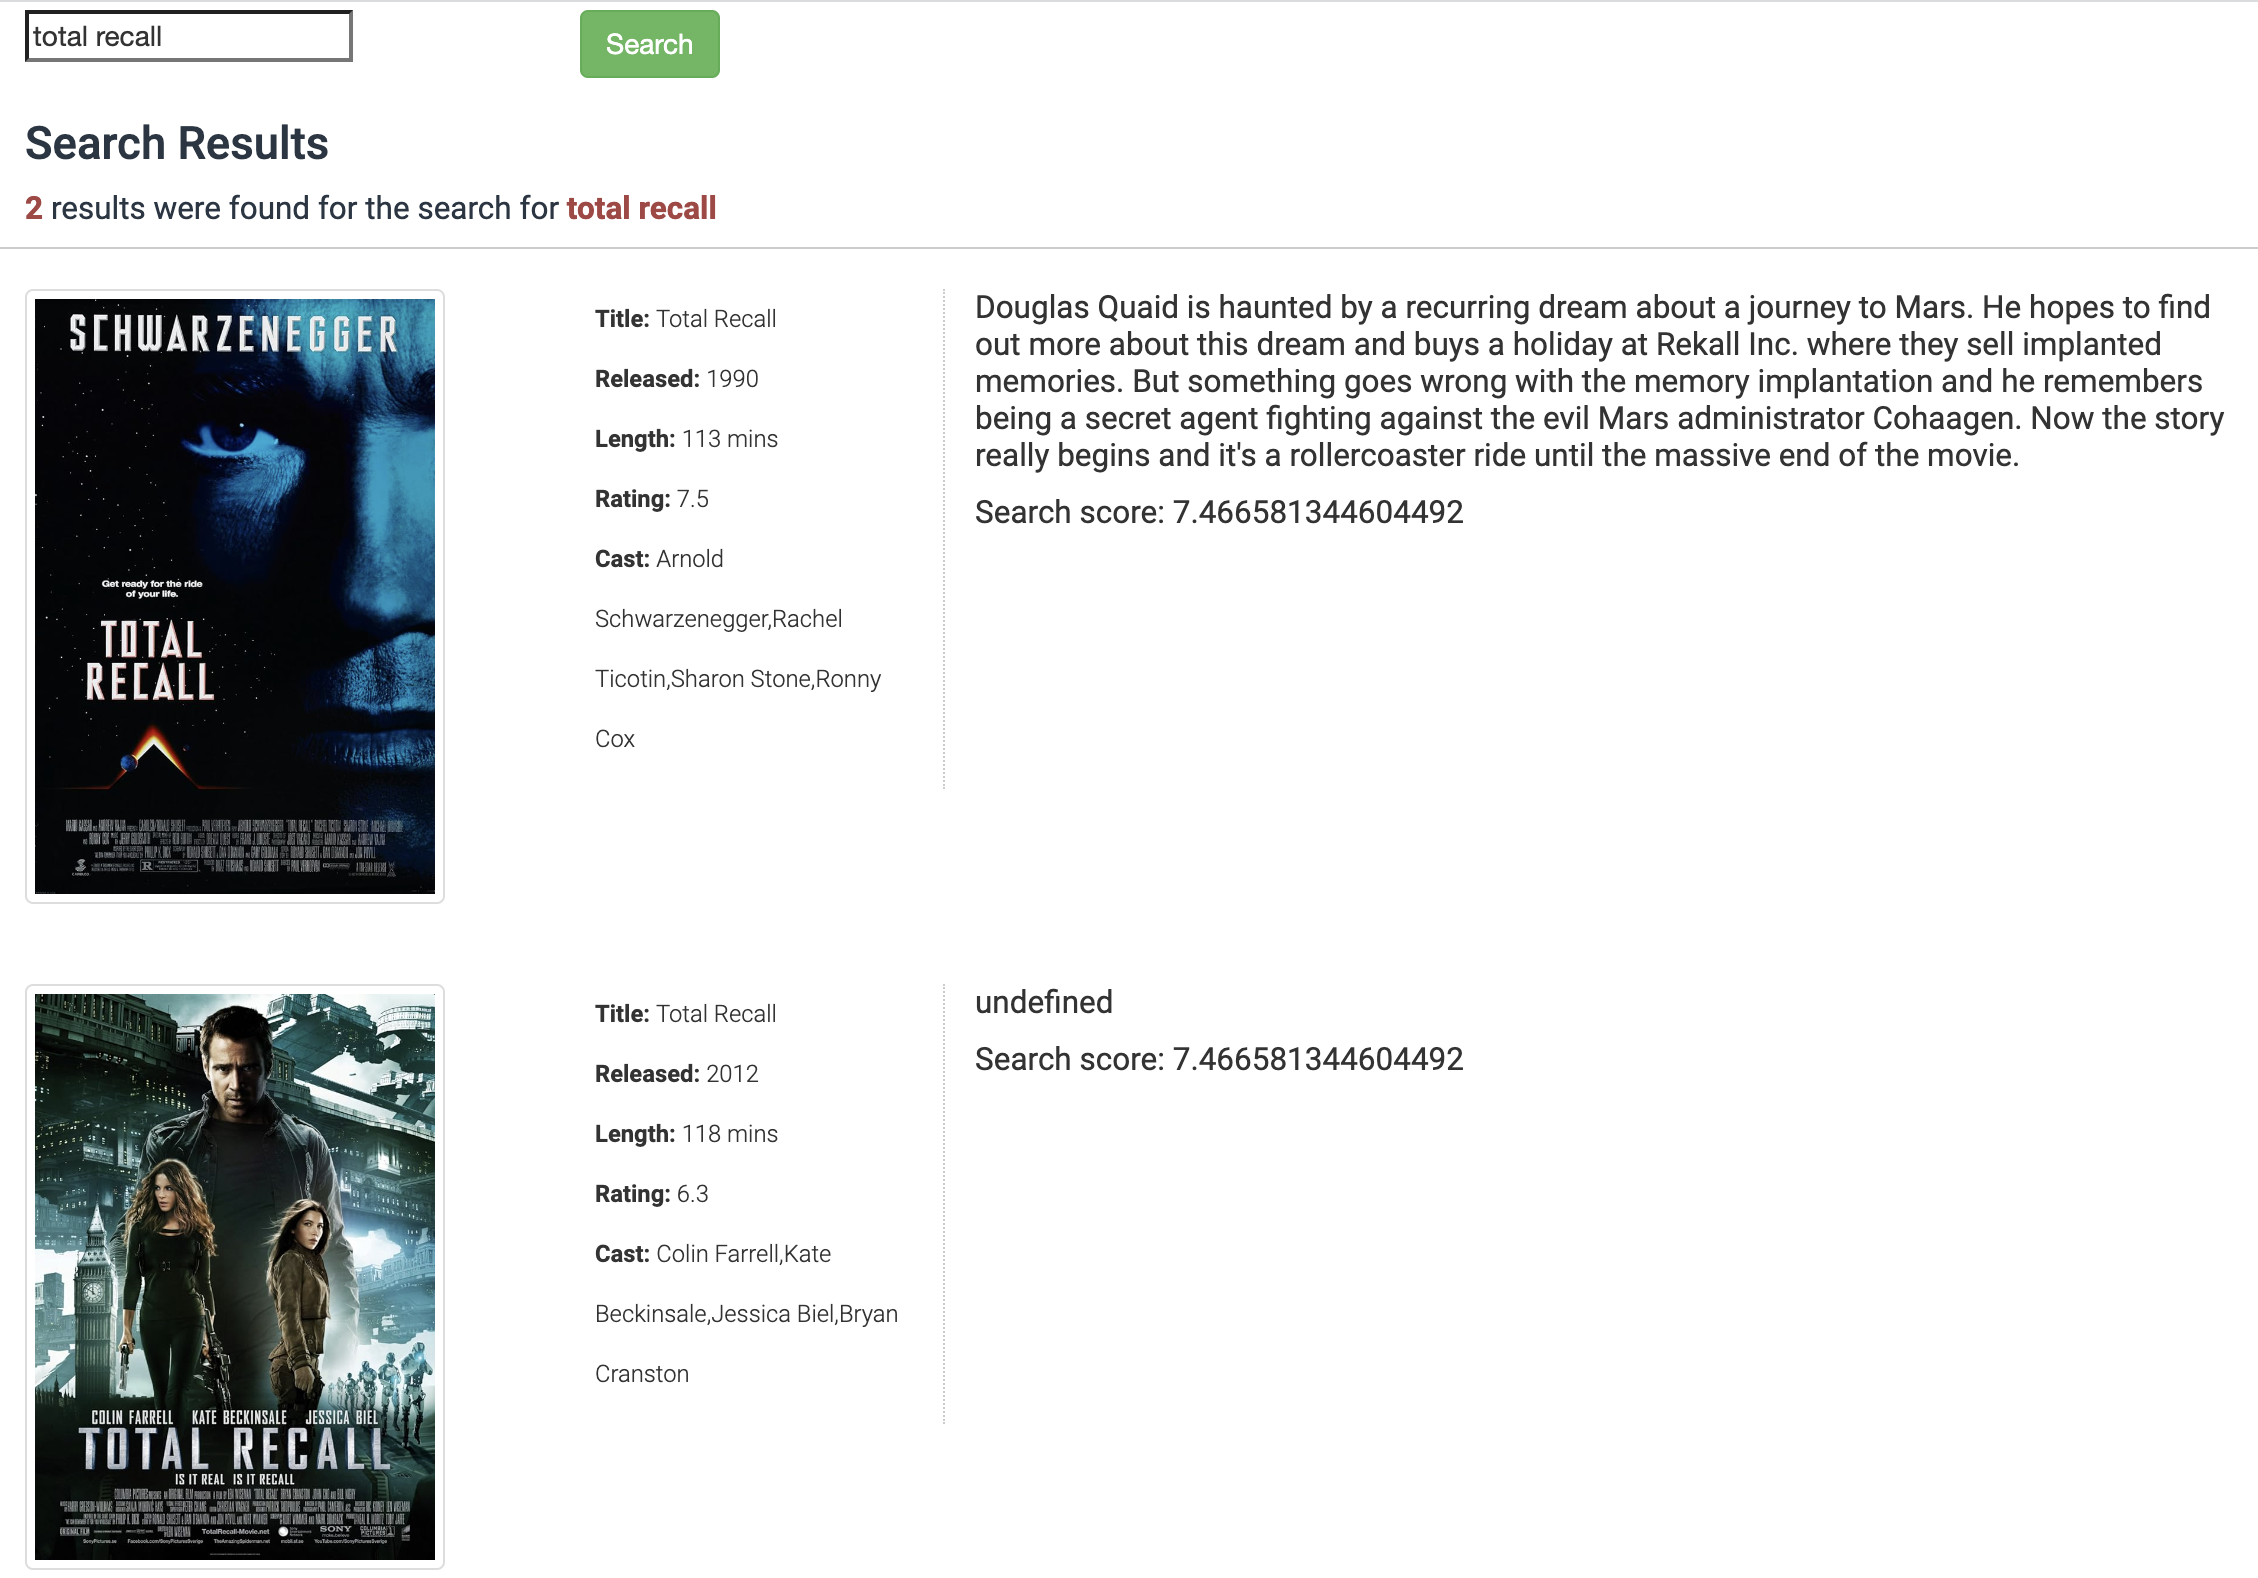 total recall
Search
Search Results
2 results were found for the search for total recall
SCHWARZENEGGER
Get ready for the ride
of your life.
TOTAL
RECALL
Title: Total Recall
Released: 1990
Length: 113 mins
Rating: 7.5
Cast: Arnold
Schwarzenegger,Rachel
Ticotin,Sharon Stone,Ronny
Cox
Douglas Quaid is haunted by a recurring dream about a journey to Mars. He hopes to find
out more about this dream and buys a holiday at Rekall Inc. where they sell implanted
memories. But something goes wrong with the memory implantation and he remembers
being a secret agent fighting against the evil Mars administrator Cohaagen. Now the story
really begins and it's a rollercoaster ride until the massive end of the movie.
Search score: 7.466581344604492
COLIN FARRELL KATE BECKINSALE JESSICA BIEL
TOTAL RECALL
IS IT REAL IS IT RECALL
TotalRecall-Movie.net
SONY
Title: Total Recall
Released: 2012
Length: 118 mins
Rating: 6.3
Cast: Colin Farrell,Kate
Beckinsale,Jessica Biel,Bryan
Cranston
undefined
Search score: 7.466581344604492